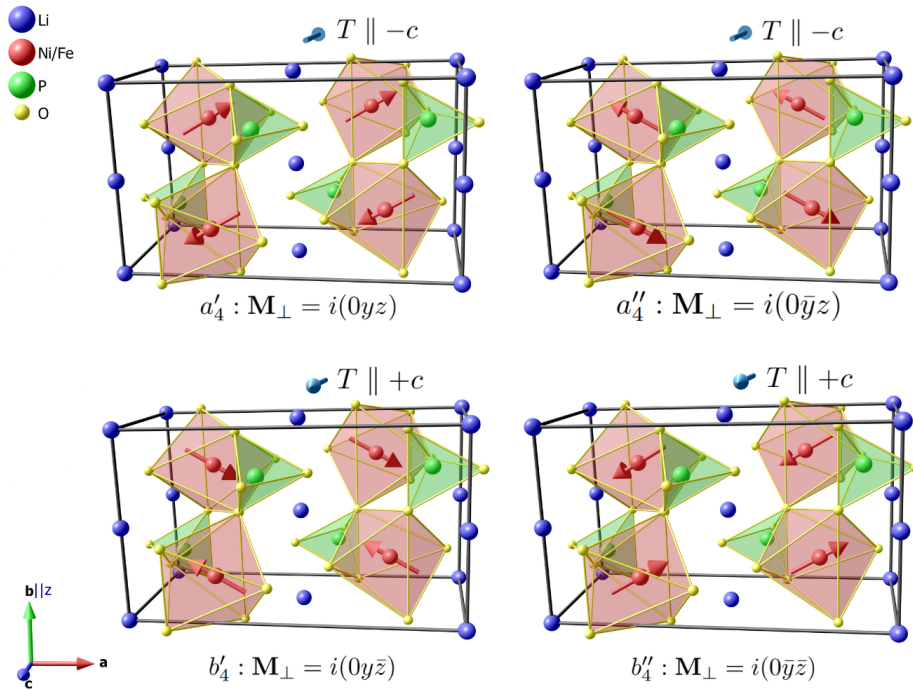 Li
Ni/Fe
P
O
T ∥ −c
T ∥ −c
a′₄ : M⊥ = i(0yz)
a″₄ : M⊥ = i(0ȳz)
T ∥ +c
T ∥ +c
b||z
a
c
b′₄ : M⊥ = i(0yz̄)
b″₄ : M⊥ = i(0ȳz̄)